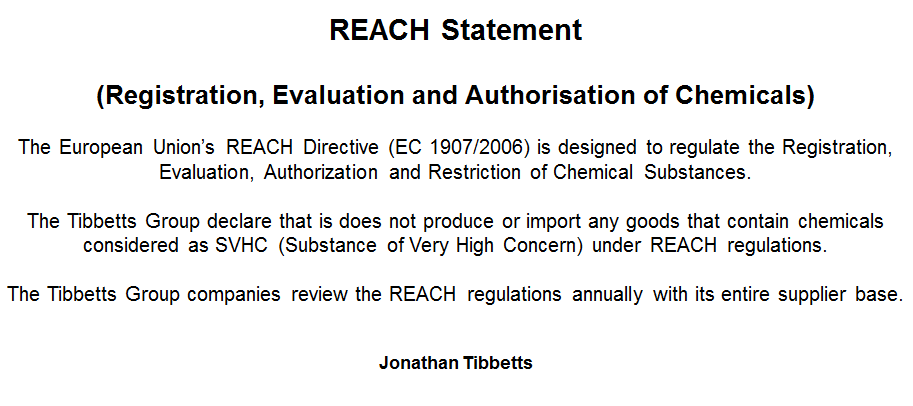 REACH Statement
(Registration, Evaluation and Authorisation of Chemicals)
The European Union’s REACH Directive (EC 1907/2006) is designed to regulate the Registration,
Evaluation, Authorization and Restriction of Chemical Substances.
The Tibbetts Group declare that is does not produce or import any goods that contain chemicals
considered as SVHC (Substance of Very High Concern) under REACH regulations.
The Tibbetts Group companies review the REACH regulations annually with its entire supplier base.
Jonathan Tibbetts